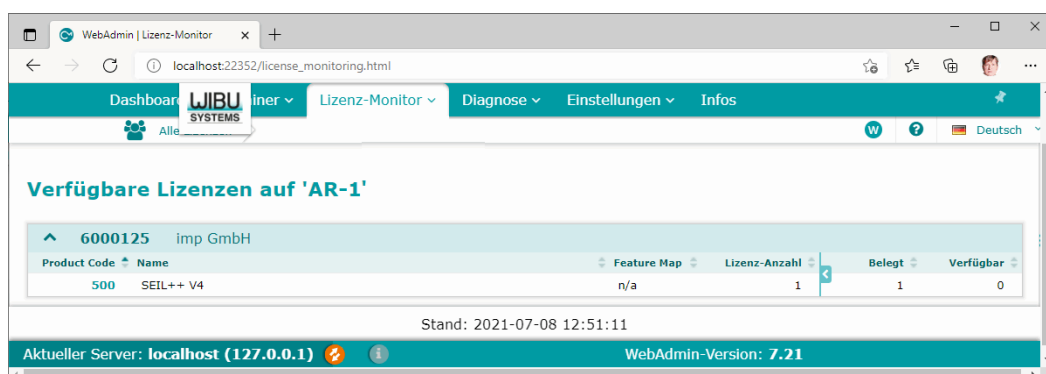 WebAdmin | Lizenz-Monitor
localhost:22352/license_monitoring.html
WIBU SYSTEMS
Lizenz-Monitor Diagnose Einstellungen Infos
Deutsch
Verfügbare Lizenzen auf 'AR-1'
6000125 imp GmbH
Product Code Name Feature Map Lizenz-Anzahl Belegt Verfügbar
500 SEIL++ V4 n/a 1 1 0
Stand: 2021-07-08 12:51:11
Aktueller Server: localhost (127.0.0.1) WebAdmin-Version: 7.21